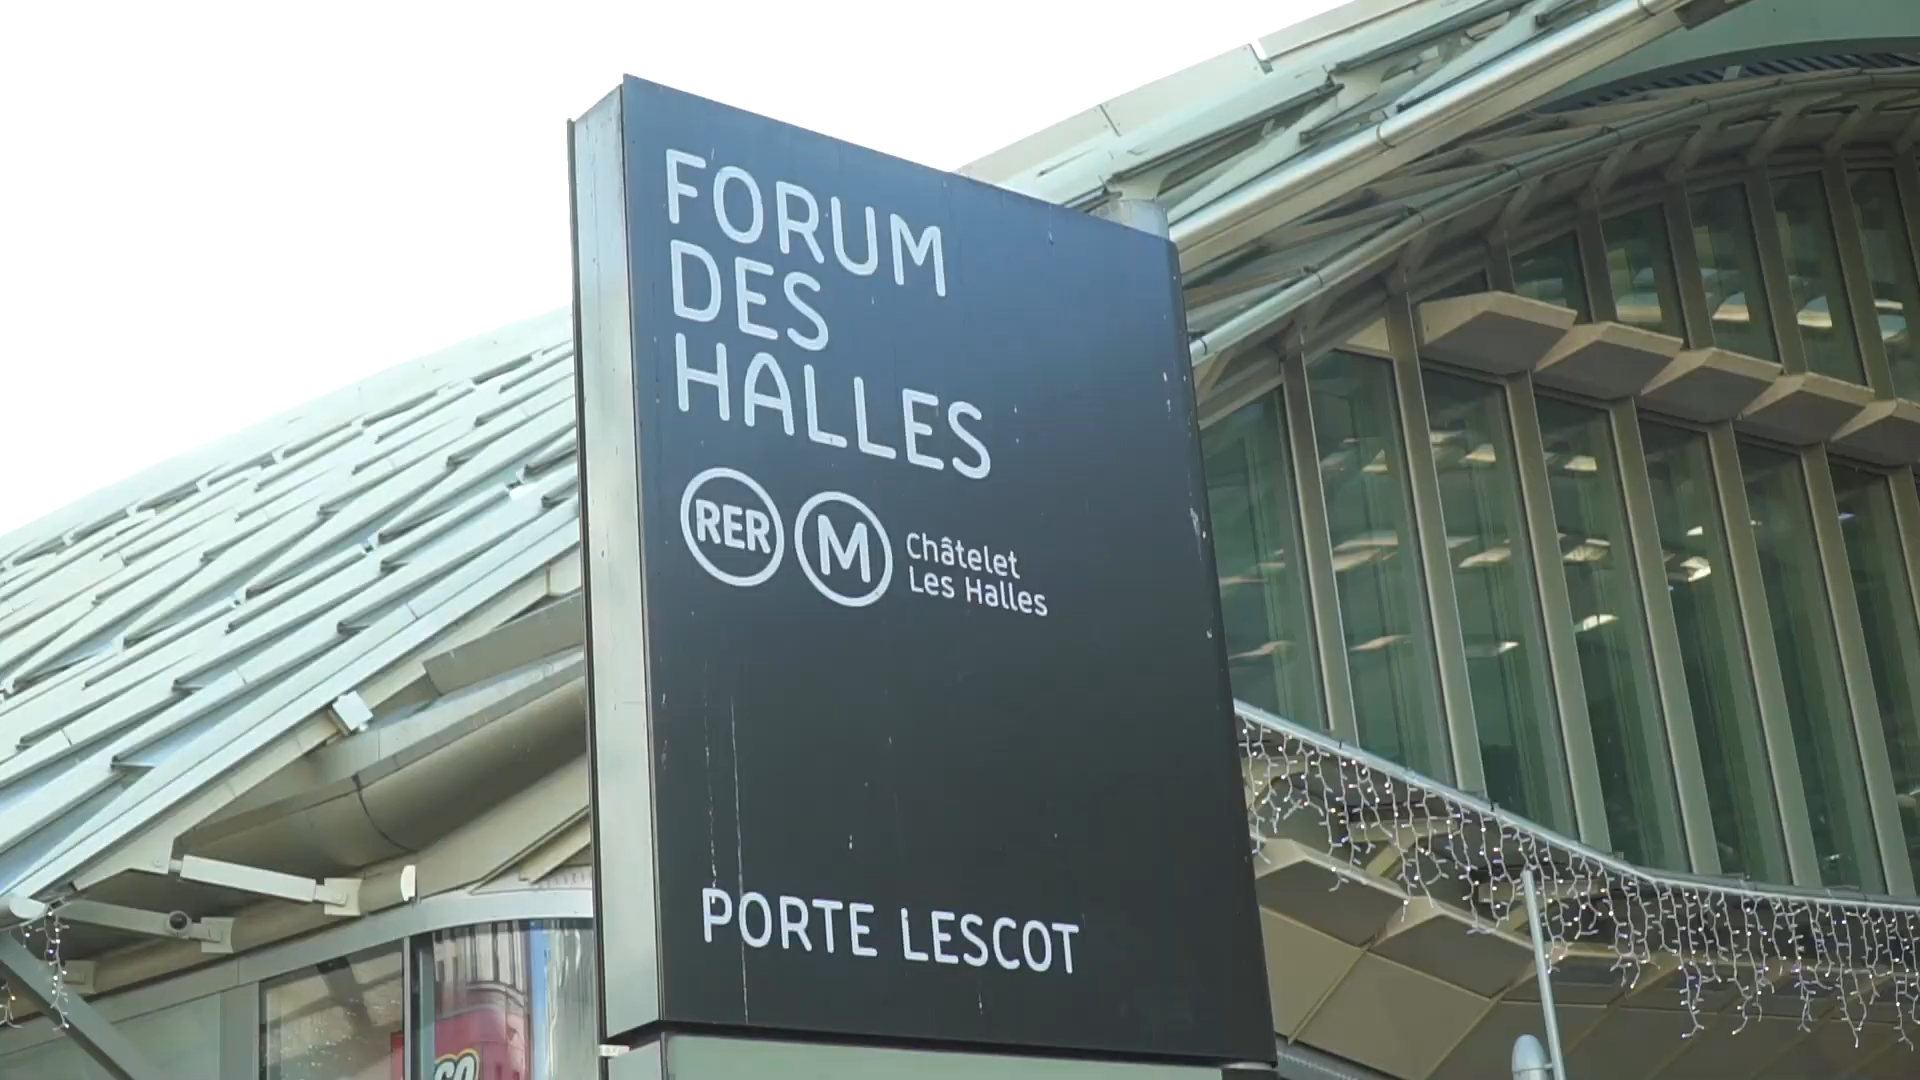 FORUM
DES
HALLES
RER M Châtelet
Les Halles
PORTE LESCOT